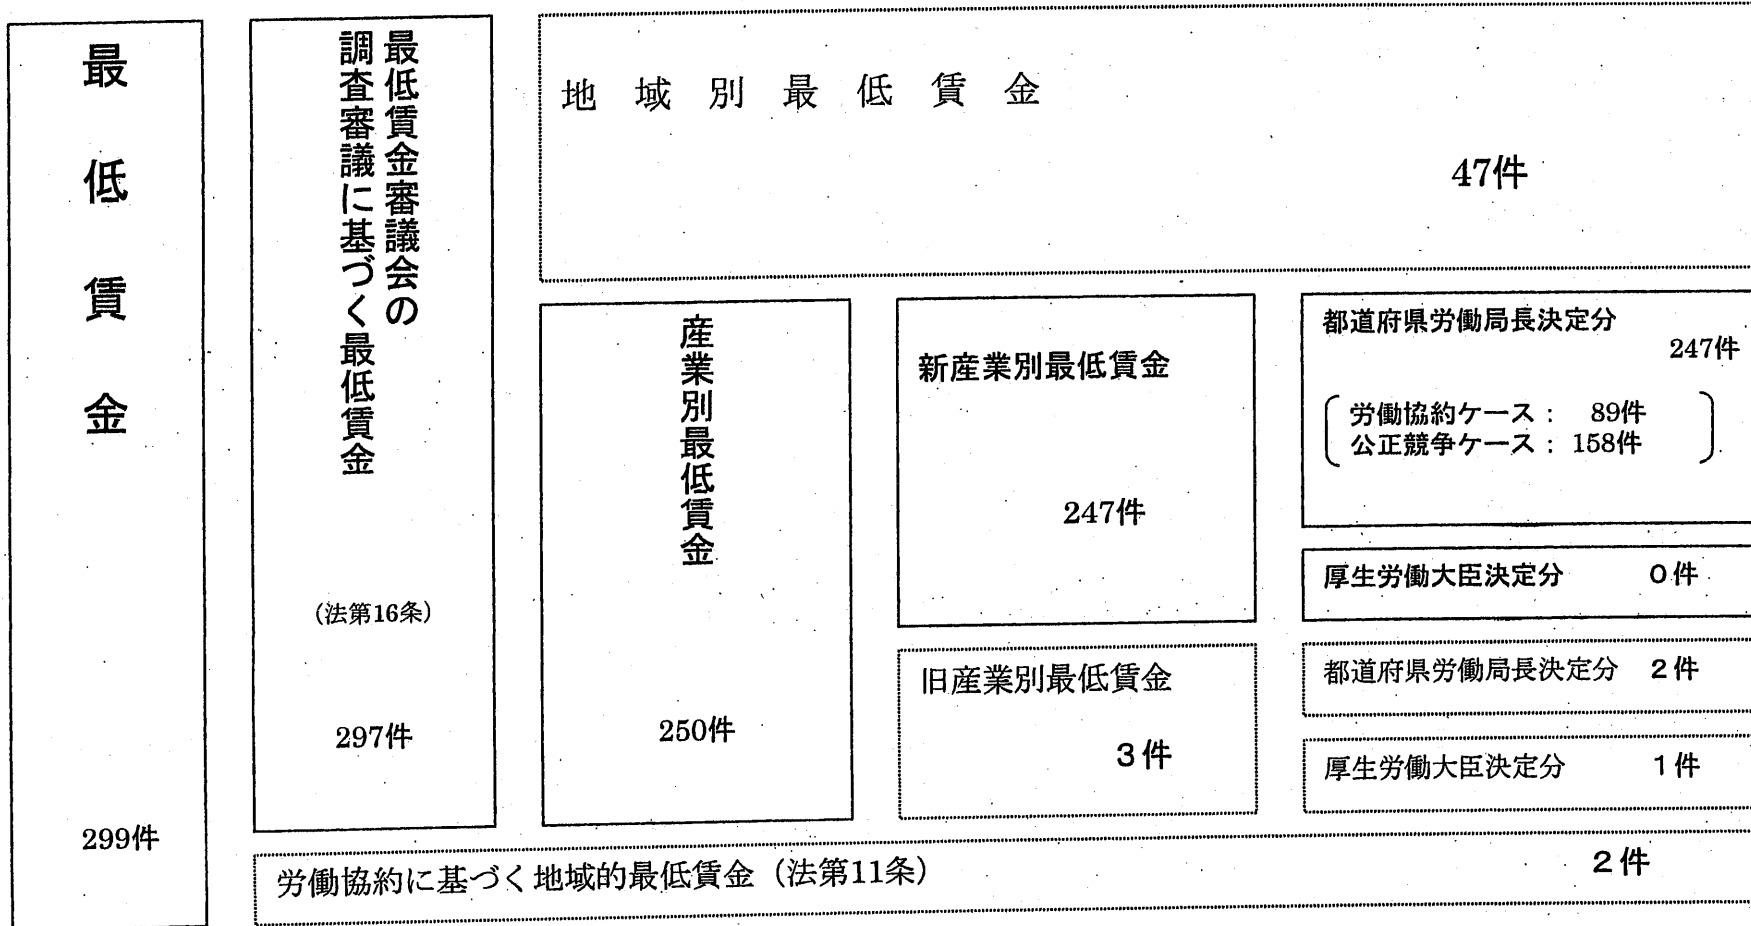 最低賃金
299件
最低賃金審議会の
調査審議に基づく最低賃金
(法第16条)
297件
地域別最低賃金
47件
産業別最低賃金
250件
新産業別最低賃金
247件
都道府県労働局長決定分
247件
労働協約ケース： 89件
公正競争ケース：158件
厚生労働大臣決定分 0件
旧産業別最低賃金
3件
都道府県労働局長決定分 2件
厚生労働大臣決定分 1件
労働協約に基づく地域的最低賃金（法第11条） 2件